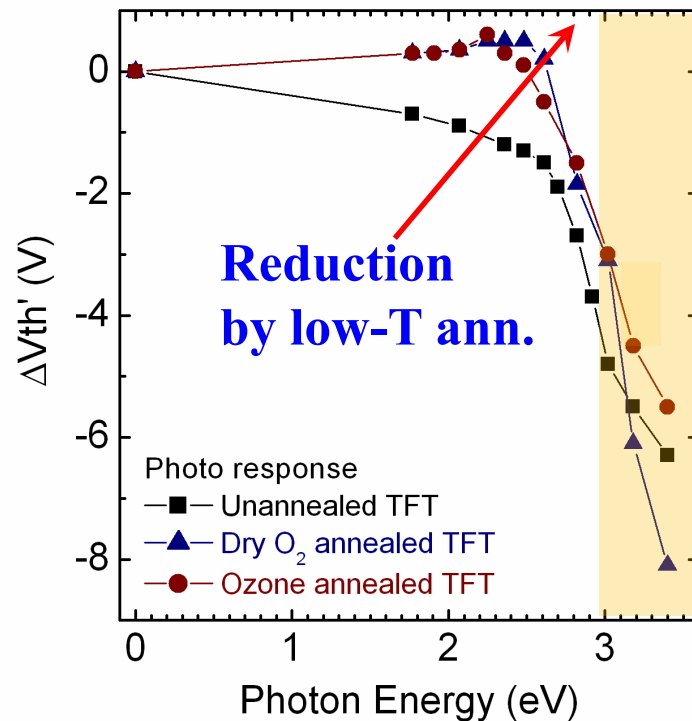 0
-2
-4
-6
-8
ΔVth' (V)
Reduction
by low-T ann.
Photo response
Unannealed TFT
Dry O₂ annealed TFT
Ozone annealed TFT
0 1 2 3
Photon Energy (eV)